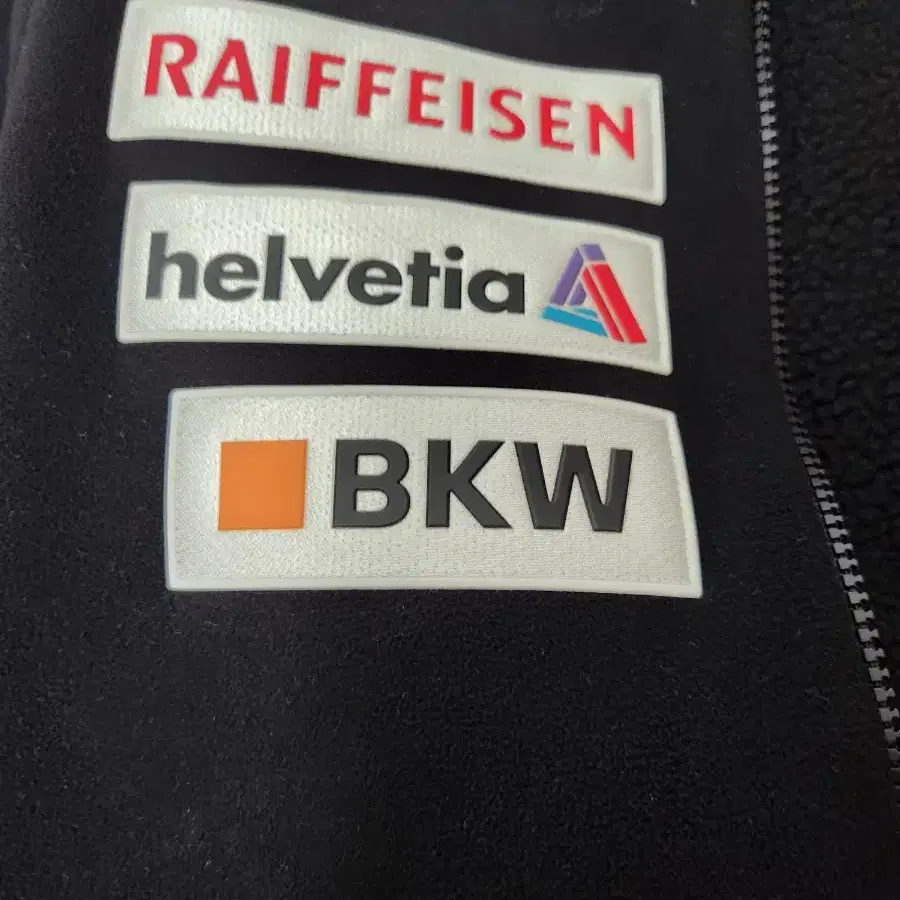 RAIFFEISEN
helvetia
BKW